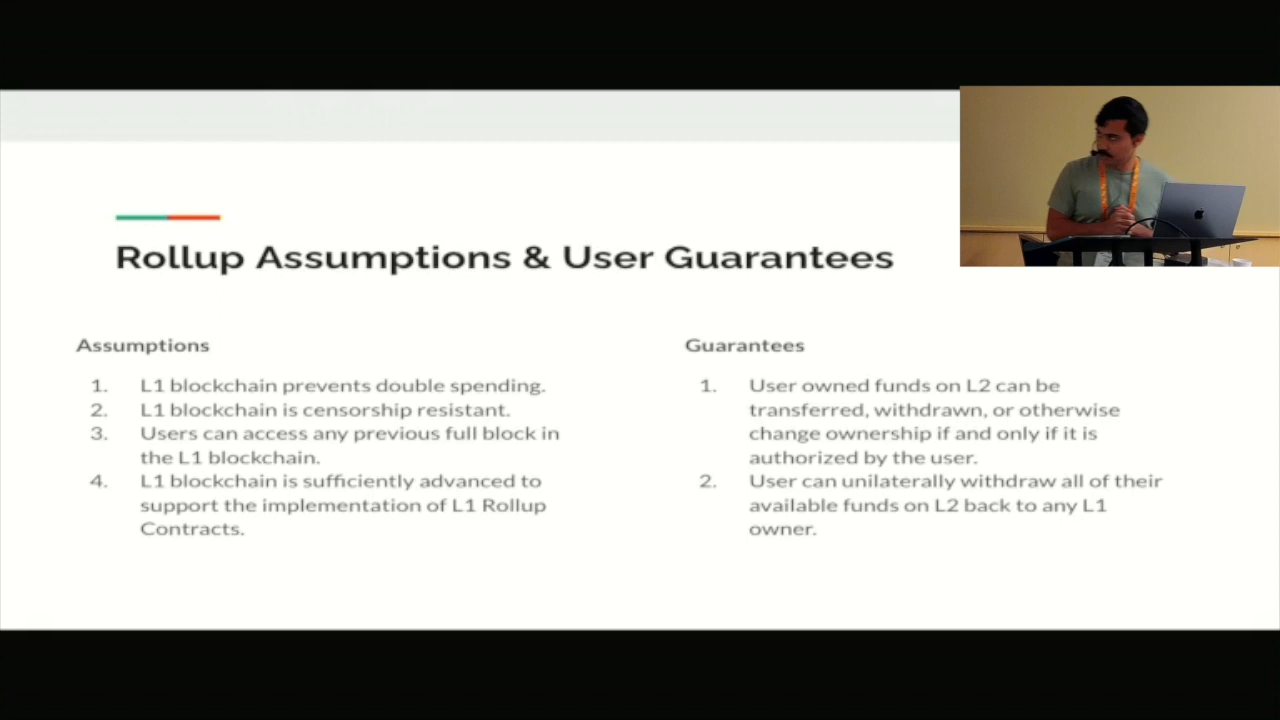 Rollup Assumptions & User Guarantees
Assumptions
1. L1 blockchain prevents double spending.
2. L1 blockchain is censorship resistant.
3. Users can access any previous full block in
the L1 blockchain.
4. L1 blockchain is sufficiently advanced to
support the implementation of L1 Rollup
Contracts.
Guarantees
1. User owned funds on L2 can be
transferred, withdrawn, or otherwise
change ownership if and only if it is
authorized by the user.
2. User can unilaterally withdraw all of their
available funds on L2 back to any L1
owner.